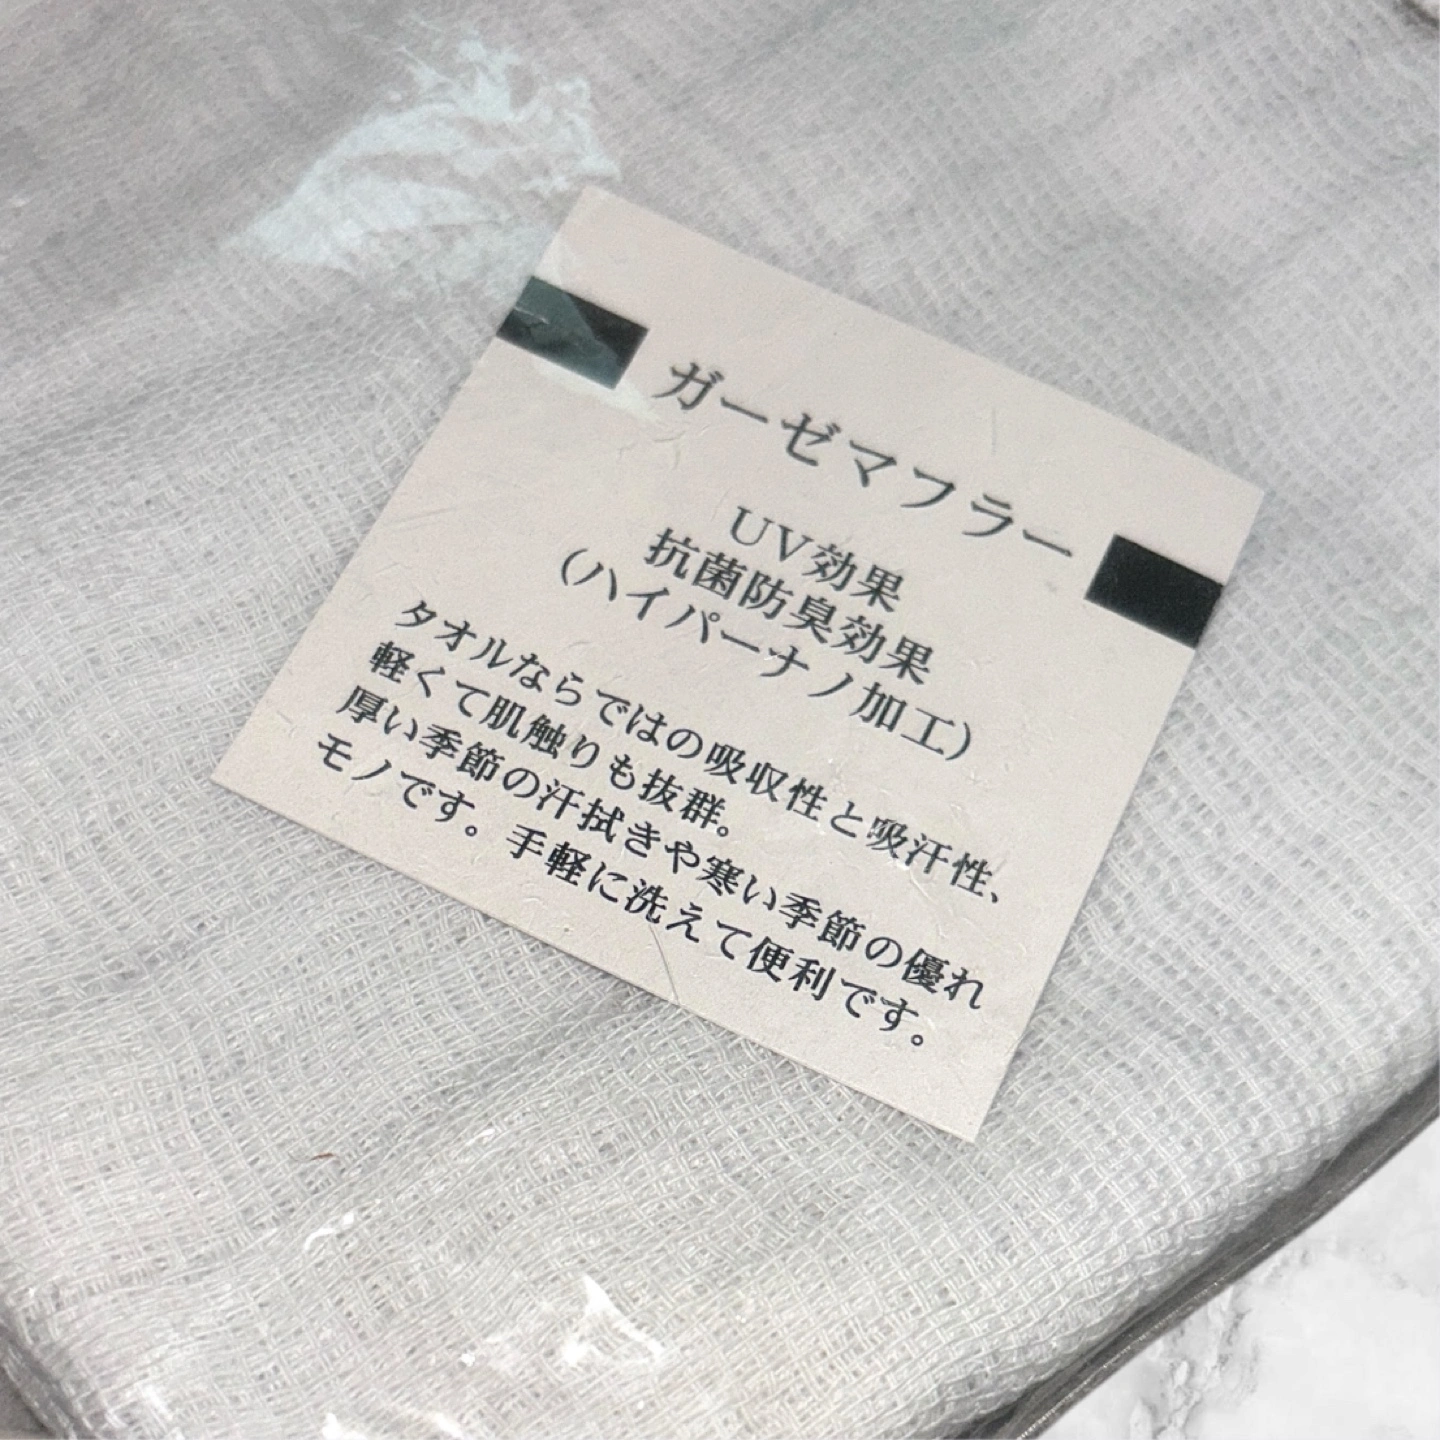 ガーゼマフラー
UV効果
抗菌防臭効果
(ハイパーナノ加工)
タオルならではの吸収性と吸汗性、
軽くて肌触りも抜群。
厚い季節の汗拭きや寒い季節の優れ
モノです。手軽に洗えて便利です。